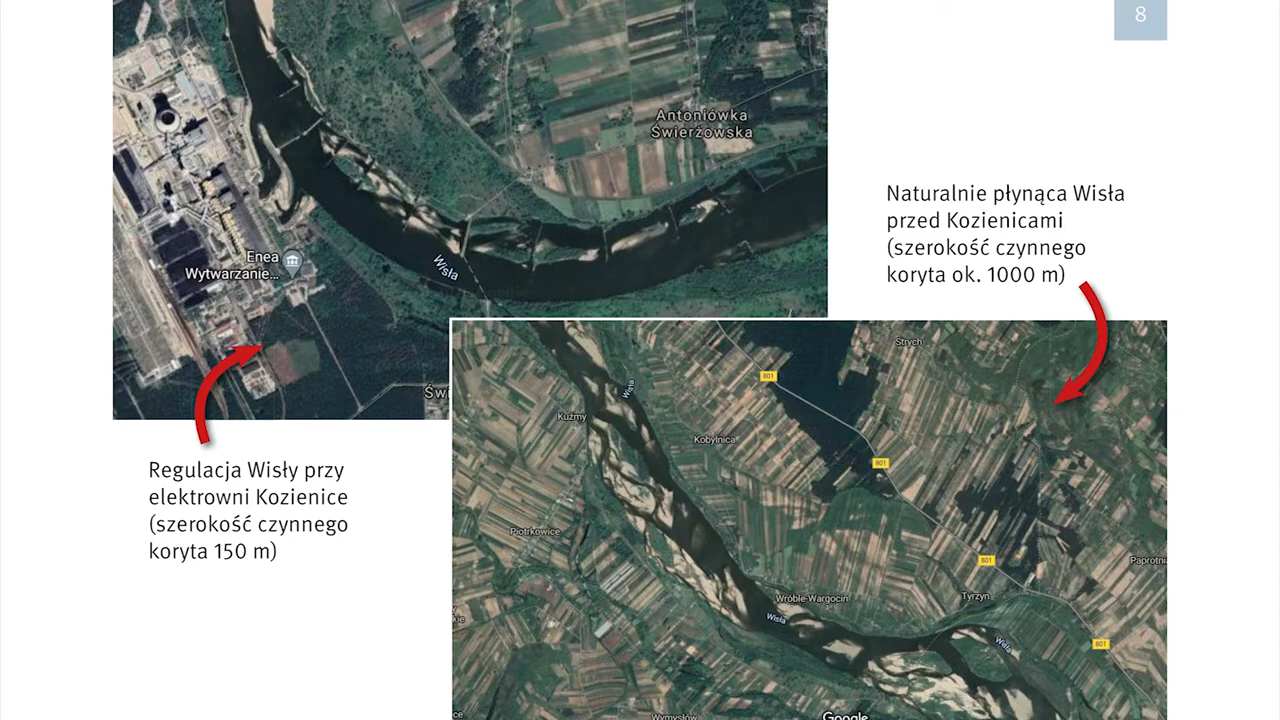 8
Antoniówka
Świerżowska
Naturalnie płynąca Wisła
przed Kozienicami
(szerokość czynnego
koryta ok. 1000 m)
Enea
Wytwarzanie...
Wisła
Strych
801
Wisła
Kuźmy
Kobylnica
801
Regulacja Wisły przy
elektrowni Kozienice
(szerokość czynnego
koryta 150 m)
Piotrkowice
801
Paprotnia
Wróble-Wargocin
Tyrzyn
Wisła
Wisła
801
Wymysłów
Google